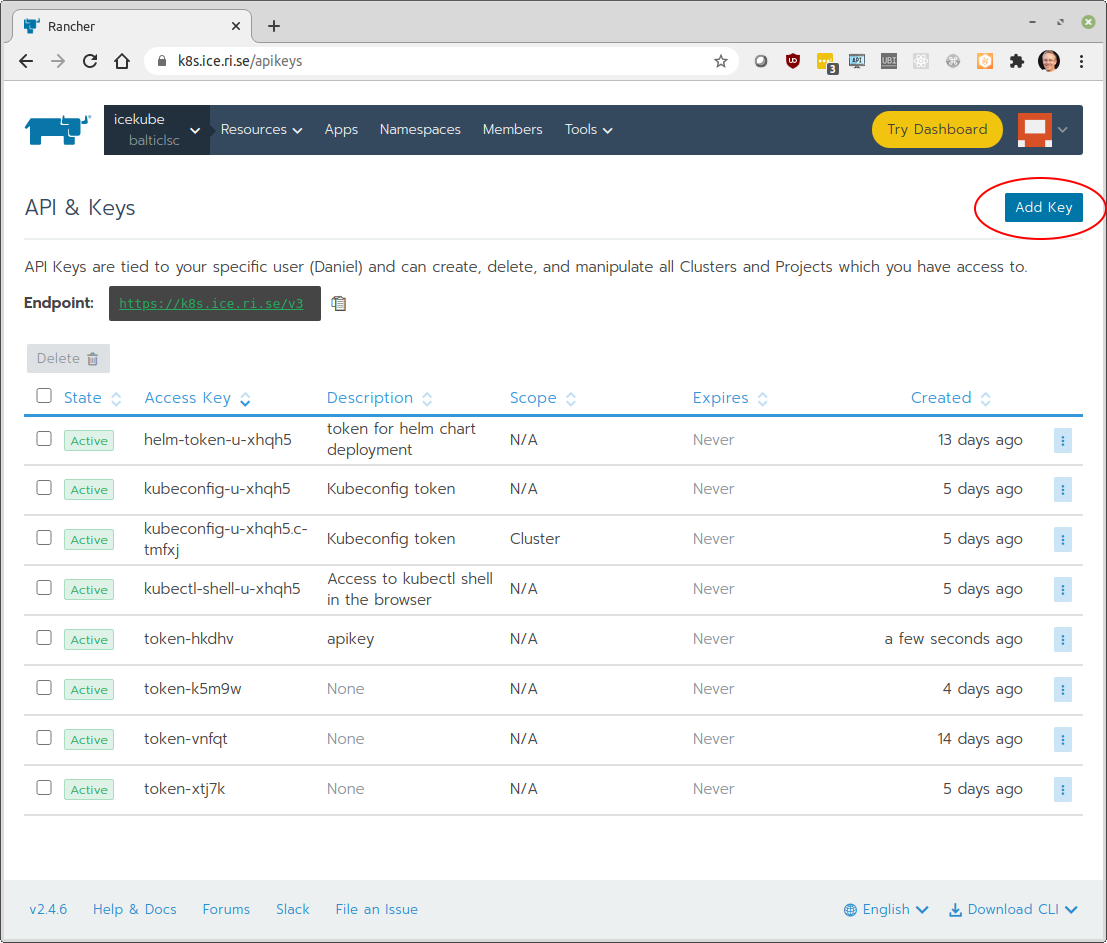 Rancher
k8s.ice.ri.se/apikeys
3
API
UBI
icekube
balticlsc
Resources
Apps
Namespaces
Members
Tools
Try Dashboard
API & Keys
Add Key
API Keys are tied to your specific user (Daniel) and can create, delete, and manipulate all Clusters and Projects which you have access to.
Endpoint: https://k8s.ice.ri.se/v3
Delete
State Access Key Description Scope Expires Created
Active helm-token-u-xhqh5 token for helm chart
deployment N/A Never 13 days ago
Active kubeconfig-u-xhqh5 Kubeconfig token N/A Never 5 days ago
Active kubeconfig-u-xhqh5.c-
tmfxj Kubeconfig token Cluster Never 5 days ago
Active kubectl-shell-u-xhqh5 Access to kubectl shell
in the browser N/A Never 5 days ago
Active token-hkdhv apikey N/A Never a few seconds ago
Active token-k5m9w None N/A Never 4 days ago
Active token-vnfqt None N/A Never 14 days ago
Active token-xtj7k None N/A Never 5 days ago
v2.4.6 Help & Docs Forums Slack File an Issue English Download CLI